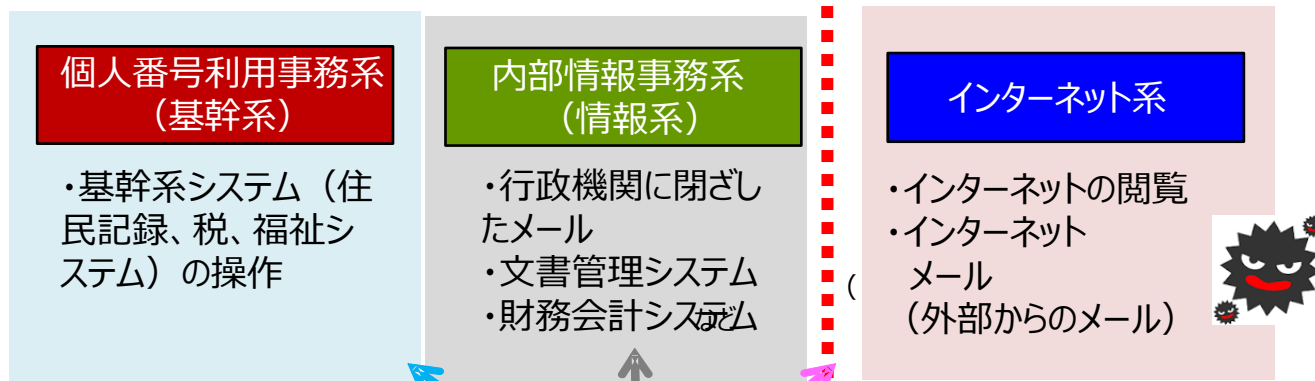 個人番号利用事務系
（基幹系）
・基幹系システム（住
民記録、税、福祉シ
ステム）の操作
内部情報事務系
（情報系）
・行政機関に閉ざし
たメール
・文書管理システム
・財務会計システム
など
（
インターネット系
・インターネットの閲覧
・インターネット
メール
（外部からのメール）